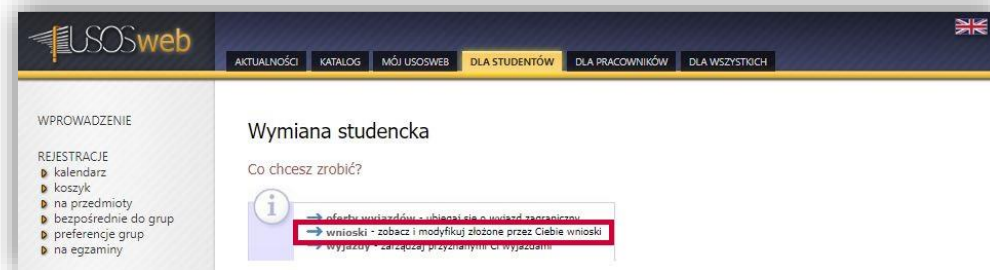 USOSweb
AKTUALNOŚCI KATALOG MÓJ USOSWEB DLA STUDENTÓW DLA PRACOWNIKÓW DLA WSZYSTKICH
WPROWADZENIE
REJESTRACJE
kalendarz
koszyk
na przedmioty
bezpośrednie do grup
preferencje grup
na egzaminy
Wymiana studencka
Co chcesz zrobić?
oferty wyjazdów - ubiegaj się o wyjazd zagraniczny
wnioski - zobacz i modyfikuj złożone przez Ciebie wnioski
wyjazdy - zarządzaj przyznanymi Ci wyjazdami